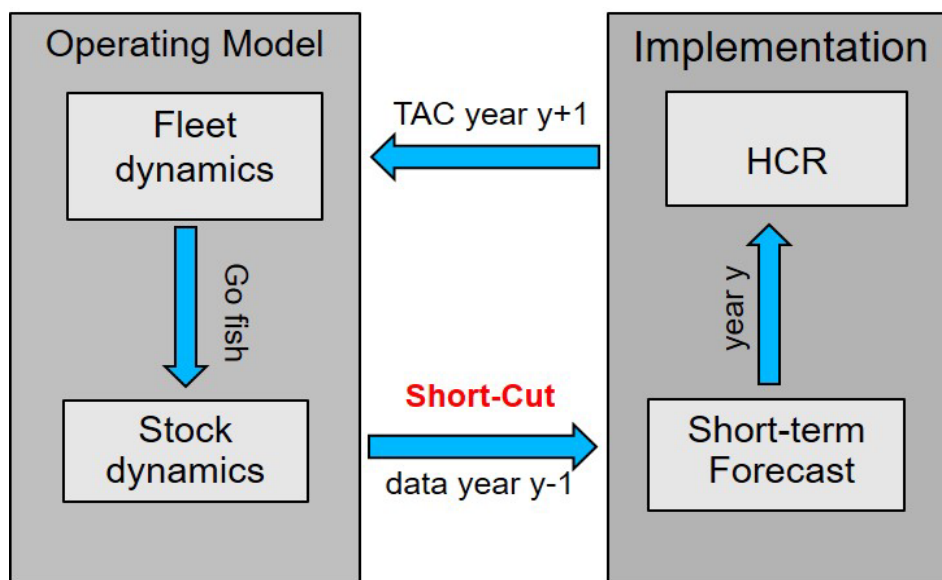 Operating Model
Fleet
dynamics
Go fish
Stock
dynamics
TAC year y+1
Short-Cut
data year y-1
Implementation
HCR
year y
Short-term
Forecast